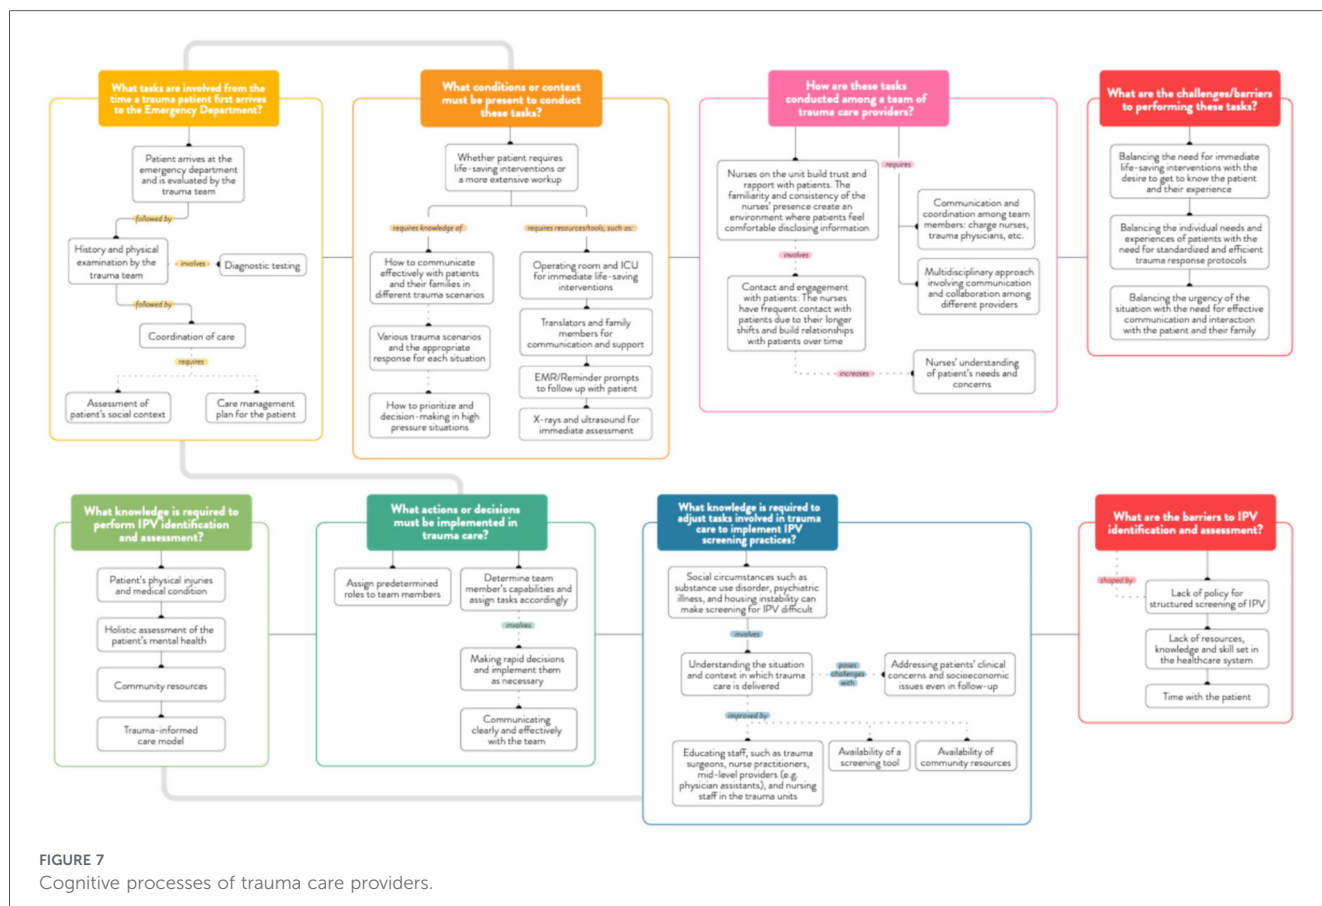 What tasks are involved from the
time a trauma patient first arrives
to the Emergency Department?
Patient arrives at the
emergency department
and is evaluated by the
trauma team
followed by
History and physical
examination by the
trauma team
involves
Diagnostic testing
followed by
Coordination of care
requires
Assessment of
patient's social context
Care management
plan for the patient
What conditions or context
must be present to conduct
these tasks?
Whether patient requires
life-saving interventions or
a more extensive workup
requires knowledge of
How to communicate
effectively with patients
and their families in
different trauma scenarios
Various trauma scenarios
and the appropriate
response for each situation
How to prioritize and
decision-making in high
pressure situations
requires resources/tools, such as:
Operating room and ICU
for immediate life-saving
interventions
Translators and family
members for
communication and support
EMR/Reminder prompts
to follow up with patient
X-rays and ultrasound for
immediate assessment
How are these tasks
conducted among a team of
trauma care providers?
Nurses on the unit build trust and
rapport with patients. The
familiarity and consistency of the
nurses' presence create an
environment where patients feel
comfortable disclosing information
involves
Contact and engagement
with patients: The nurses
have frequent contact with
patients due to their longer
shifts and build relationships
with patients over time
increases
Nurses' understanding
of patient's needs and
concerns
requires
Communication and
coordination among team
members: charge nurses,
trauma physicians, etc.
Multidisciplinary approach
involving communication
and collaboration among
different providers
What are the challenges/barriers
to performing these tasks?
Balancing the need for immediate
life-saving interventions with the
desire to get to know the patient
and their experience
Balancing the individual needs and
experiences of patients with the
need for standardized and efficient
trauma response protocols
Balancing the urgency of the
situation with the need for effective
communication and interaction
with the patient and their family
What knowledge is required to
perform IPV identification
and assessment?
Patient's physical injuries
and medical condition
Holistic assessment of the
patient's mental health
Community resources
Trauma-informed
care model
What actions or decisions
must be implemented in
trauma care?
Assign predetermined
roles to team members
Determine team
member's capabilities and
assign tasks accordingly
involves
Making rapid decisions
and implement them
as necessary
Communicating
clearly and effectively
with the team
What knowledge is required to
adjust tasks involved in trauma
care to implement IPV
screening practices?
Social circumstances such as
substance use disorder, psychiatric
illness, and housing instability can
make screening for IPV difficult
involves
Understanding the situation
and context in which trauma
care is delivered
poses
challenges
with
Addressing patients' clinical
concerns and socioeconomic
issues even in follow-up
improved by
Educating staff, such as trauma
surgeons, nurse practitioners,
mid-level providers (e.g.
physician assistants), and nursing
staff in the trauma units
Availability of a
screening tool
Availability of
community resources
What are the barriers to IPV
identification and assessment?
shaped by
Lack of policy for
structured screening of IPV
Lack of resources,
knowledge and skill set in
the healthcare system
Time with the patient
FIGURE 7
Cognitive processes of trauma care providers.